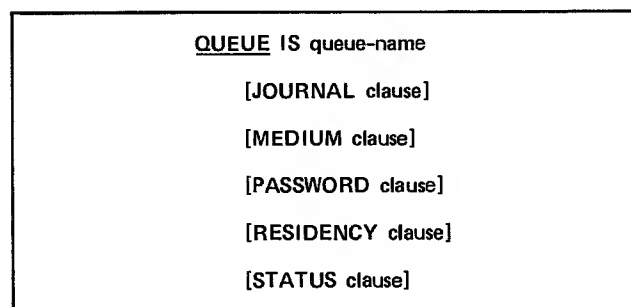 QUEUE IS queue-name
[JOURNAL clause]
[MEDIUM clause]
[PASSWORD clause]
[RESIDENCY clause]
[STATUS clause]